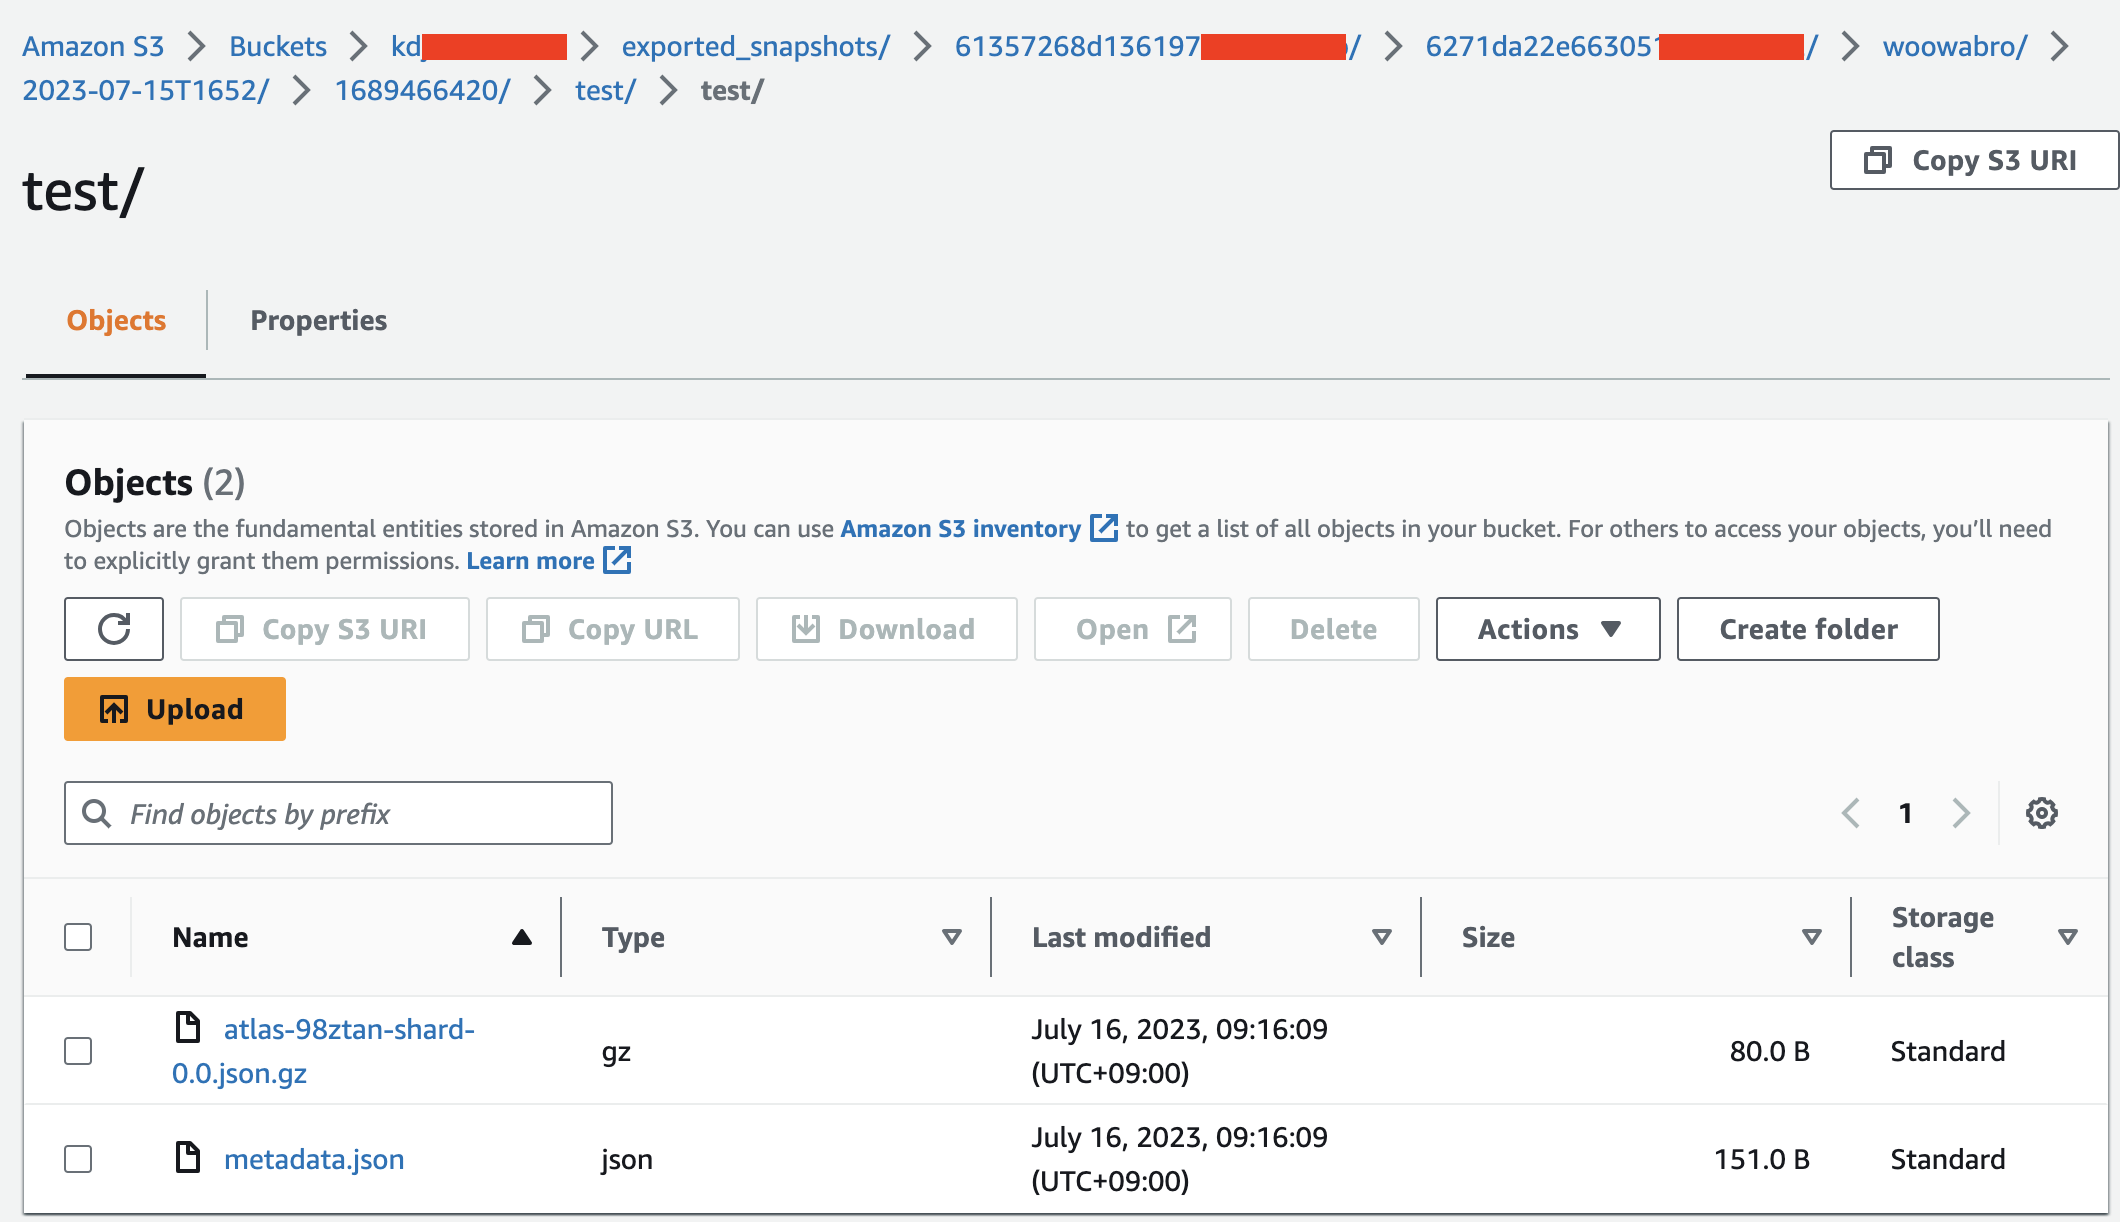 Amazon S3 > Buckets > kd > exported_snapshots/ > 61357268d136197 / > 6271da22e663051 / > woowabro/ >
2023-07-15T1652/ > 1689466420/ > test/ > test/
Copy S3 URI
test/
Objects Properties
Objects (2)
Objects are the fundamental entities stored in Amazon S3. You can use Amazon S3 inventory to get a list of all objects in your bucket. For others to access your objects, you’ll need
to explicitly grant them permissions. Learn more
Copy S3 URI Copy URL Download Open Delete Actions Create folder
Upload
Find objects by prefix
1
Name Type Last modified Size Storage
class
atlas-98ztan-shard-
0.0.json.gz
gz
July 16, 2023, 09:16:09
(UTC+09:00)
80.0 B
Standard
metadata.json
json
July 16, 2023, 09:16:09
(UTC+09:00)
151.0 B
Standard